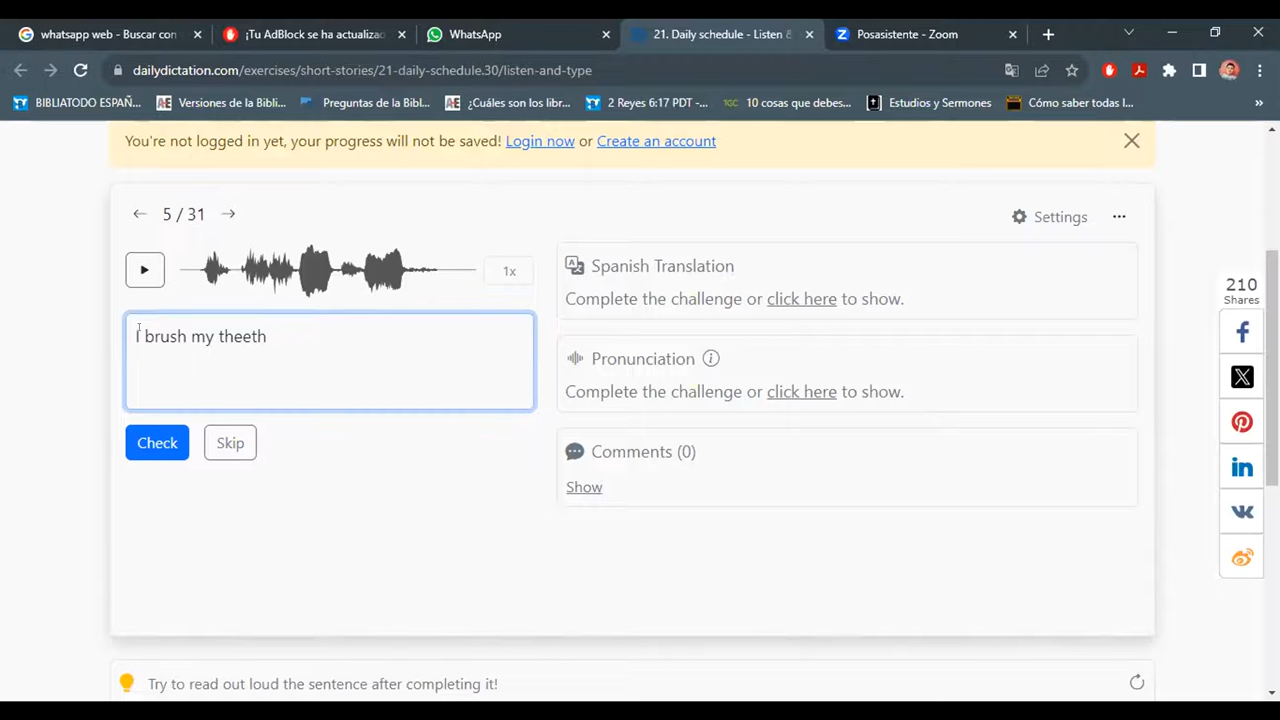 whatsapp web - Buscar con
¡Tu AdBlock se ha actualizad
WhatsApp
21. Daily schedule - Listen &
Posasistente - Zoom
dailydictation.com/exercises/short-stories/21-daily-schedule.30/listen-and-type
BIBLIATODO ESPAÑ...
Versiones de la Bibli...
Preguntas de la Bibl...
¿Cuáles son los libr...
2 Reyes 6:17 PDT -...
TGC 10 cosas que debes...
Estudios y Sermones
Cómo saber todas l...
»
You're not logged in yet, your progress will not be saved! Login now or Create an account
5 / 31
Settings
1x
Spanish Translation
Complete the challenge or click here to show.
I brush my theeth
Pronunciation
Complete the challenge or click here to show.
Check
Skip
Comments (0)
Show
210
Shares
Try to read out loud the sentence after completing it!